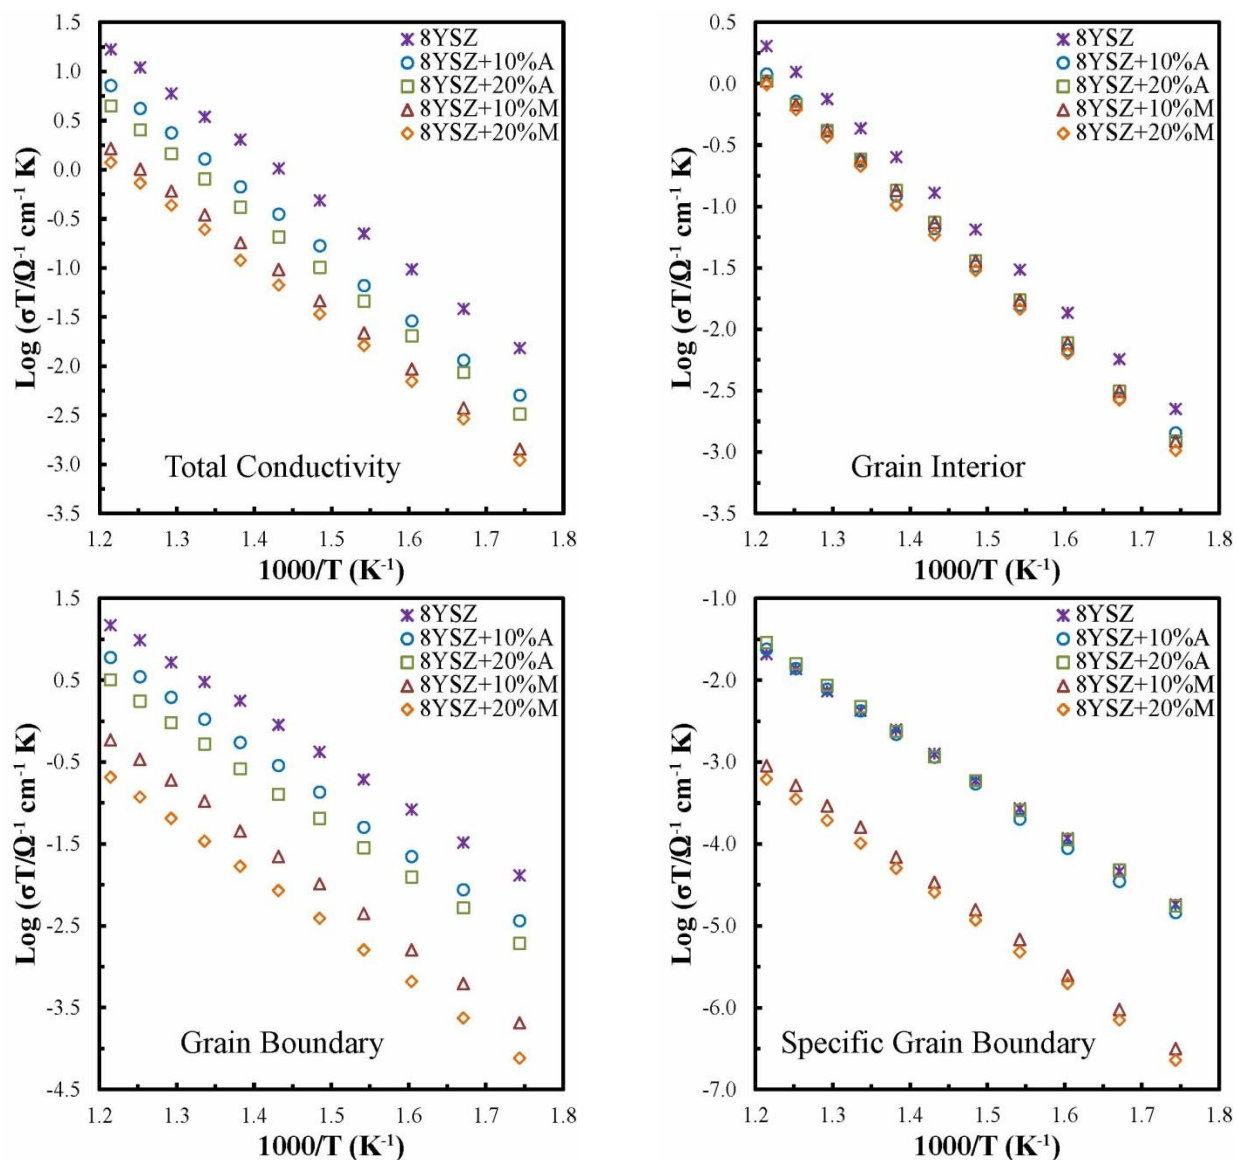 1.5
1.0
0.5
0.0
-0.5
-1.0
-1.5
-2.0
-2.5
-3.0
-3.5
Log (σT/Ω⁻¹ cm⁻¹ K)
8YSZ
8YSZ+10%A
8YSZ+20%A
8YSZ+10%M
8YSZ+20%M
Total Conductivity
1.2 1.3 1.4 1.5 1.6 1.7 1.8
1000/T (K⁻¹)
0.5
0.0
-0.5
-1.0
-1.5
-2.0
-2.5
-3.0
-3.5
Log (σT/Ω⁻¹ cm⁻¹ K)
8YSZ
8YSZ+10%A
8YSZ+20%A
8YSZ+10%M
8YSZ+20%M
Grain Interior
1.2 1.3 1.4 1.5 1.6 1.7 1.8
1000/T (K⁻¹)
1.5
0.5
-0.5
-1.5
-2.5
-3.5
-4.5
Log (σT/Ω⁻¹ cm⁻¹ K)
8YSZ
8YSZ+10%A
8YSZ+20%A
8YSZ+10%M
8YSZ+20%M
Grain Boundary
1.2 1.3 1.4 1.5 1.6 1.7 1.8
1000/T (K⁻¹)
-1.0
-2.0
-3.0
-4.0
-5.0
-6.0
-7.0
Log (σT/Ω⁻¹ cm⁻¹ K)
8YSZ
8YSZ+10%A
8YSZ+20%A
8YSZ+10%M
8YSZ+20%M
Specific Grain Boundary
1.2 1.3 1.4 1.5 1.6 1.7 1.8
1000/T (K⁻¹)